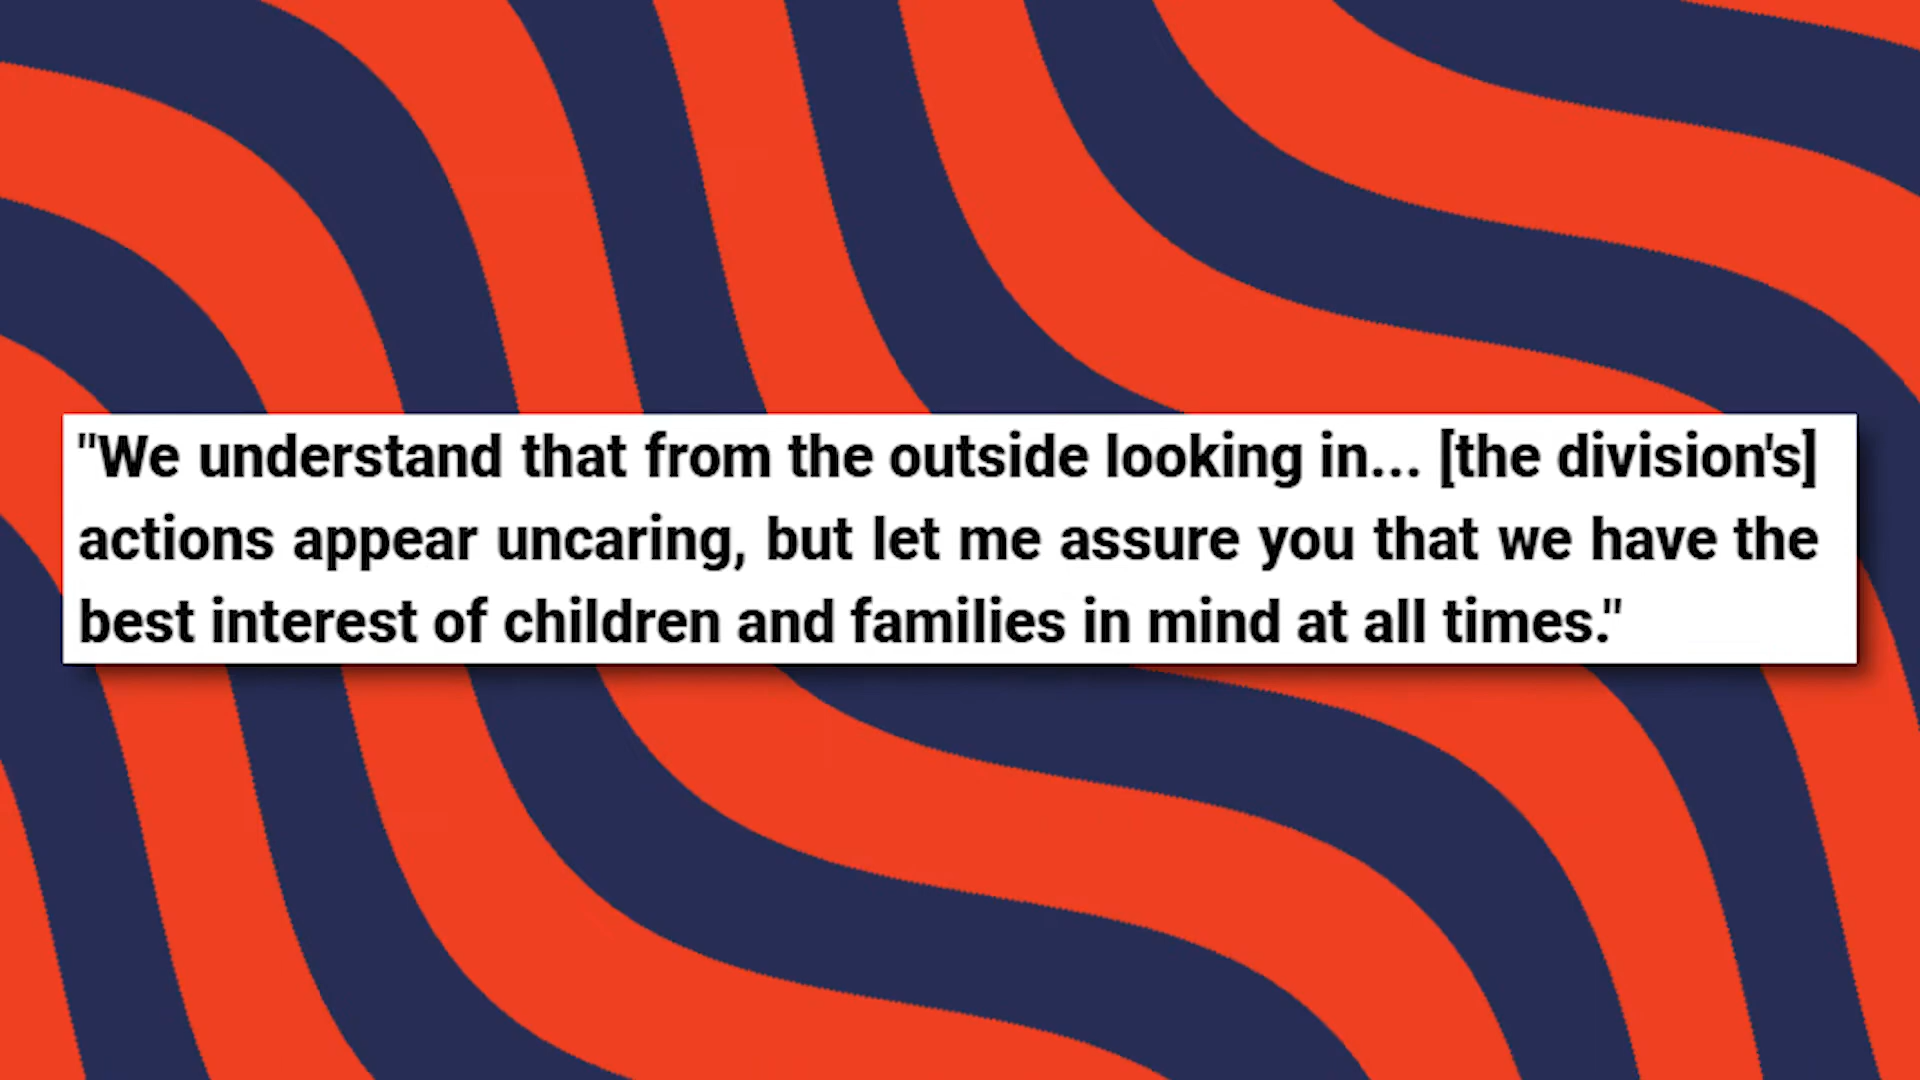 "We understand that from the outside looking in... [the division's]
actions appear uncaring, but let me assure you that we have the
best interest of children and families in mind at all times."